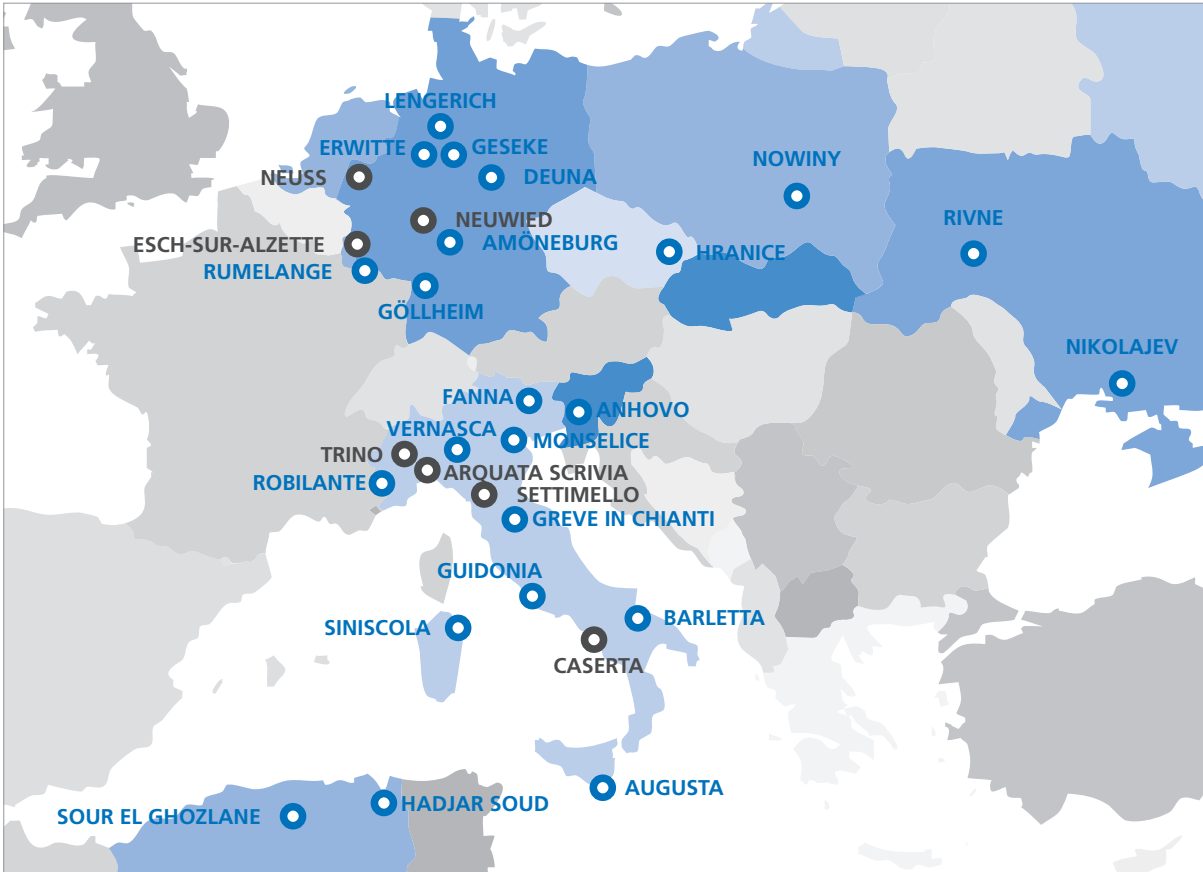 LENGERICH
ERWITTE
GESEKE
NEUSS
DEUNA
NOWINY
NEUWIED
RIVNE
ESCH-SUR-ALZETTE
AMÖNEBURG
HRANICE
RUMELANGE
GÖLLHEIM
NIKOLAJEV
FANNA
ANHOVO
VERNASCA
MONSELICE
TRINO
ARQUATA SCRIVIA
ROBILANTE
SETTIMELLO
GREVE IN CHIANTI
GUIDONIA
SINISCOLA
BARLETTA
CASERTA
AUGUSTA
HADJAR SOUD
SOUR EL GHOZLANE